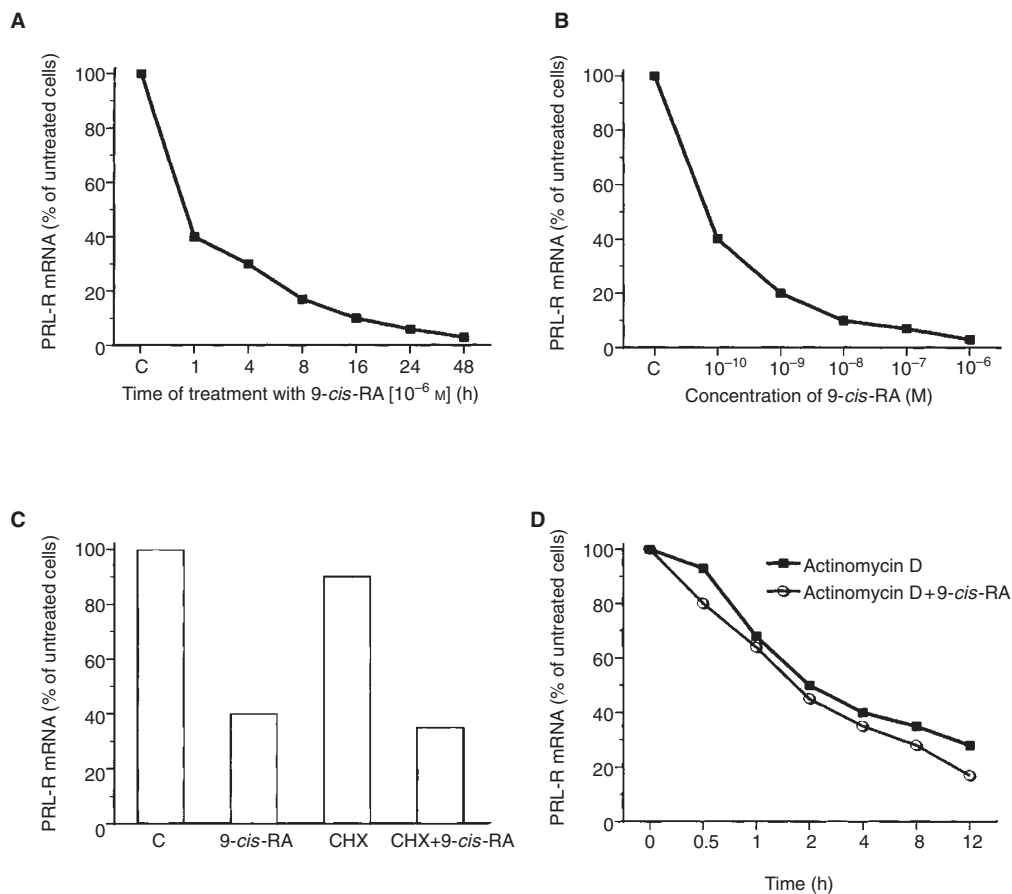 A
PRL-R mRNA (% of untreated cells)
100
80
60
40
20
0
C 1 4 8 16 24 48
Time of treatment with 9-cis-RA [10⁻⁶ M] (h)
B
PRL-R mRNA (% of untreated cells)
100
80
60
40
20
0
C 10⁻¹⁰ 10⁻⁹ 10⁻⁸ 10⁻⁷ 10⁻⁶
Concentration of 9-cis-RA (M)
C
PRL-R mRNA (% of untreated cells)
100
80
60
40
20
0
C 9-cis-RA CHX CHX+9-cis-RA
D
PRL-R mRNA (% of untreated cells)
100
80
60
40
20
0
Actinomycin D
Actinomycin D+9-cis-RA
0 0.5 1 2 4 8 12
Time (h)